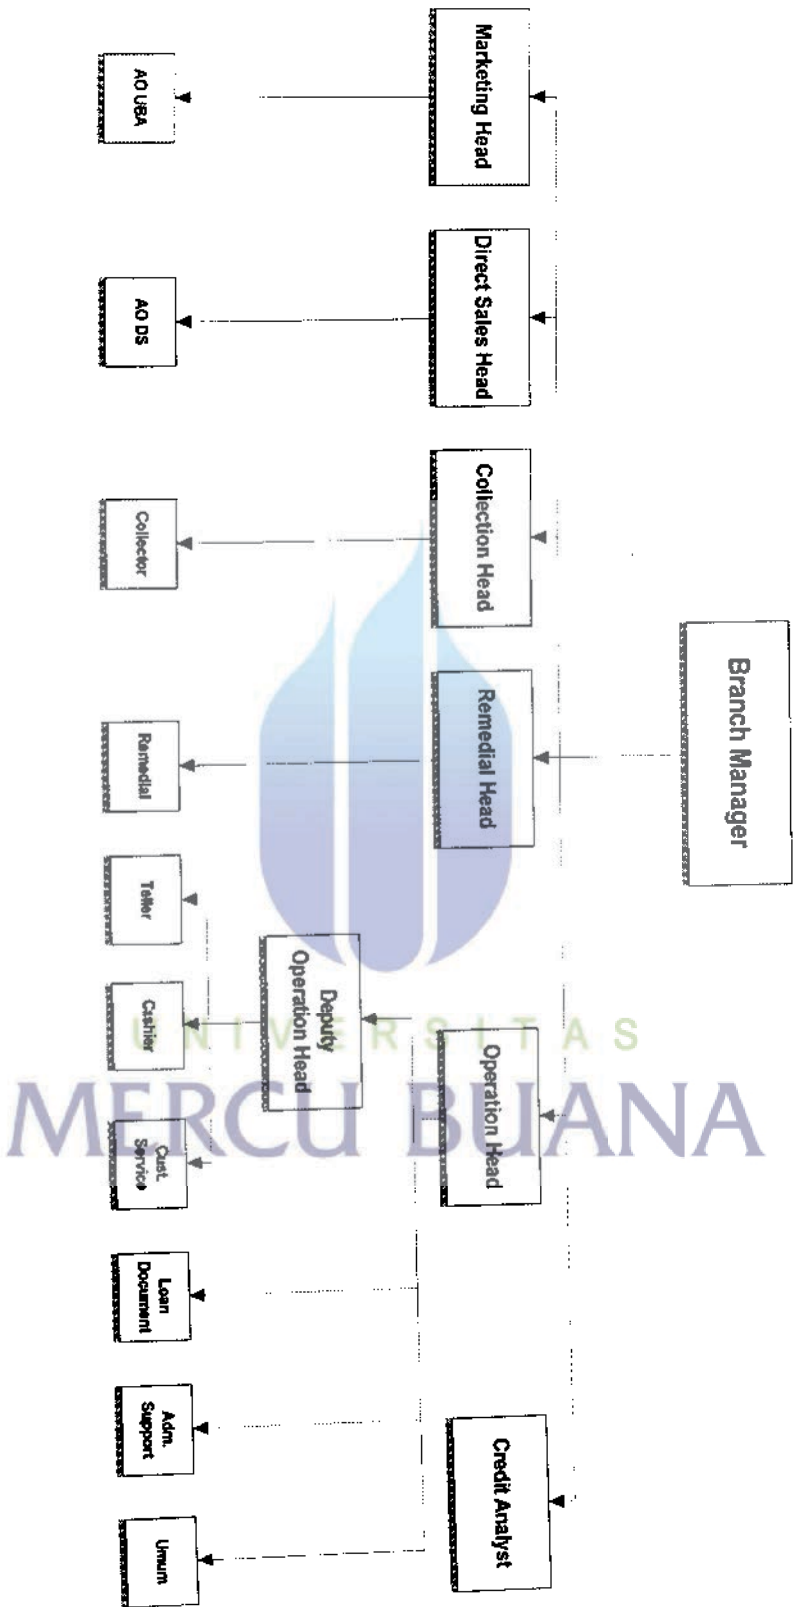 Branch Manager
Marketing Head
Direct Sales Head
Collection Head
Remedial Head
Operation Head
Credit Analyst
Deputy
Operation Head
AO UBA
AO DS
Collector
Remedial
Teller
Cashier
Cust.
Service
Loan
Document
Adm.
Support
Umum
UNIVERSITAS
MERCU BUANA